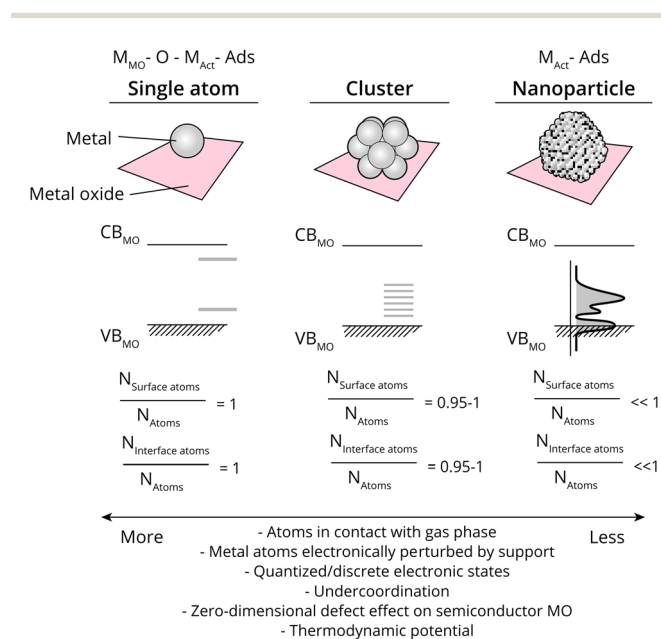 M_MO- O - M_Act- Ads
M_Act- Ads
Single atom
Cluster
Nanoparticle
Metal
Metal oxide
CB_MO
CB_MO
CB_MO
VB_MO
VB_MO
VB_MO
N_Surface atoms
N_Atoms
= 1
N_Surface atoms
N_Atoms
= 0.95-1
N_Surface atoms
N_Atoms
<< 1
N_Interface atoms
N_Atoms
= 1
N_Interface atoms
N_Atoms
= 0.95-1
N_Interface atoms
N_Atoms
<<1
More
Less
- Atoms in contact with gas phase
- Metal atoms electronically perturbed by support
- Quantized/discrete electronic states
- Undercoordination
- Zero-dimensional defect effect on semiconductor MO
- Thermodynamic potential